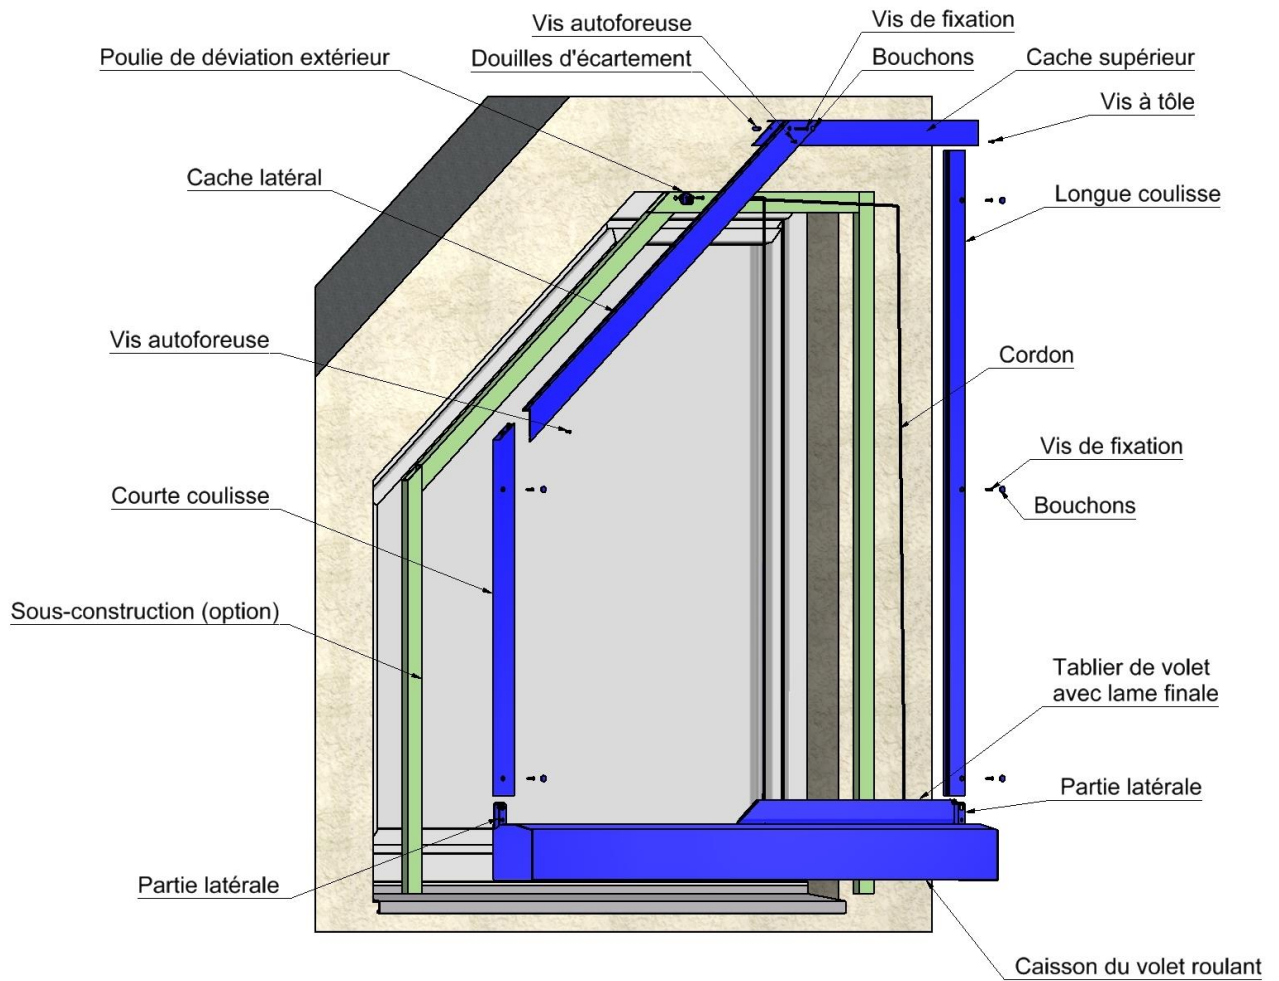 Vis autoforeuse
Vis de fixation
Poulie de déviation extérieur
Douilles d'écartement
Bouchons
Cache supérieur
Vis à tôle
Cache latéral
Longue coulisse
Vis autoforeuse
Cordon
Vis de fixation
Courte coulisse
Bouchons
Sous-construction (option)
Tablier de volet
avec lame finale
Partie latérale
Partie latérale
Caisson du volet roulant